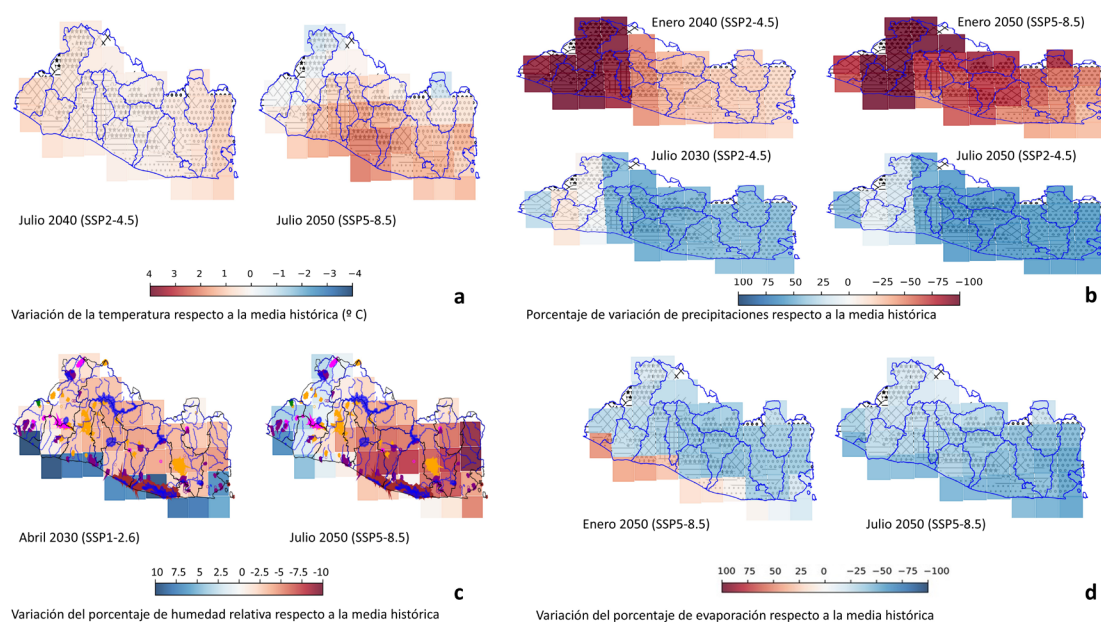 Julio 2040 (SSP2-4.5)
Julio 2050 (SSP5-8.5)
4 3 2 1 0 −1 −2 −3 −4
a
Variación de la temperatura respecto a la media histórica (º C)
Enero 2040 (SSP2-4.5)
Enero 2050 (SSP5-8.5)
Julio 2030 (SSP2-4.5)
Julio 2050 (SSP2-4.5)
100 75 50 25 0 −25 −50 −75 −100
b
Porcentaje de variación de precipitaciones respecto a la media histórica
Abril 2030 (SSP1-2.6)
Julio 2050 (SSP5-8.5)
10 7.5 5 2.5 0 -2.5 -5 -7.5 -10
c
Variación del porcentaje de humedad relativa respecto a la media histórica
Enero 2050 (SSP5-8.5)
Julio 2050 (SSP5-8.5)
100 75 50 25 0 −25 −50 −75 −100
d
Variación del porcentaje de evaporación respecto a la media histórica